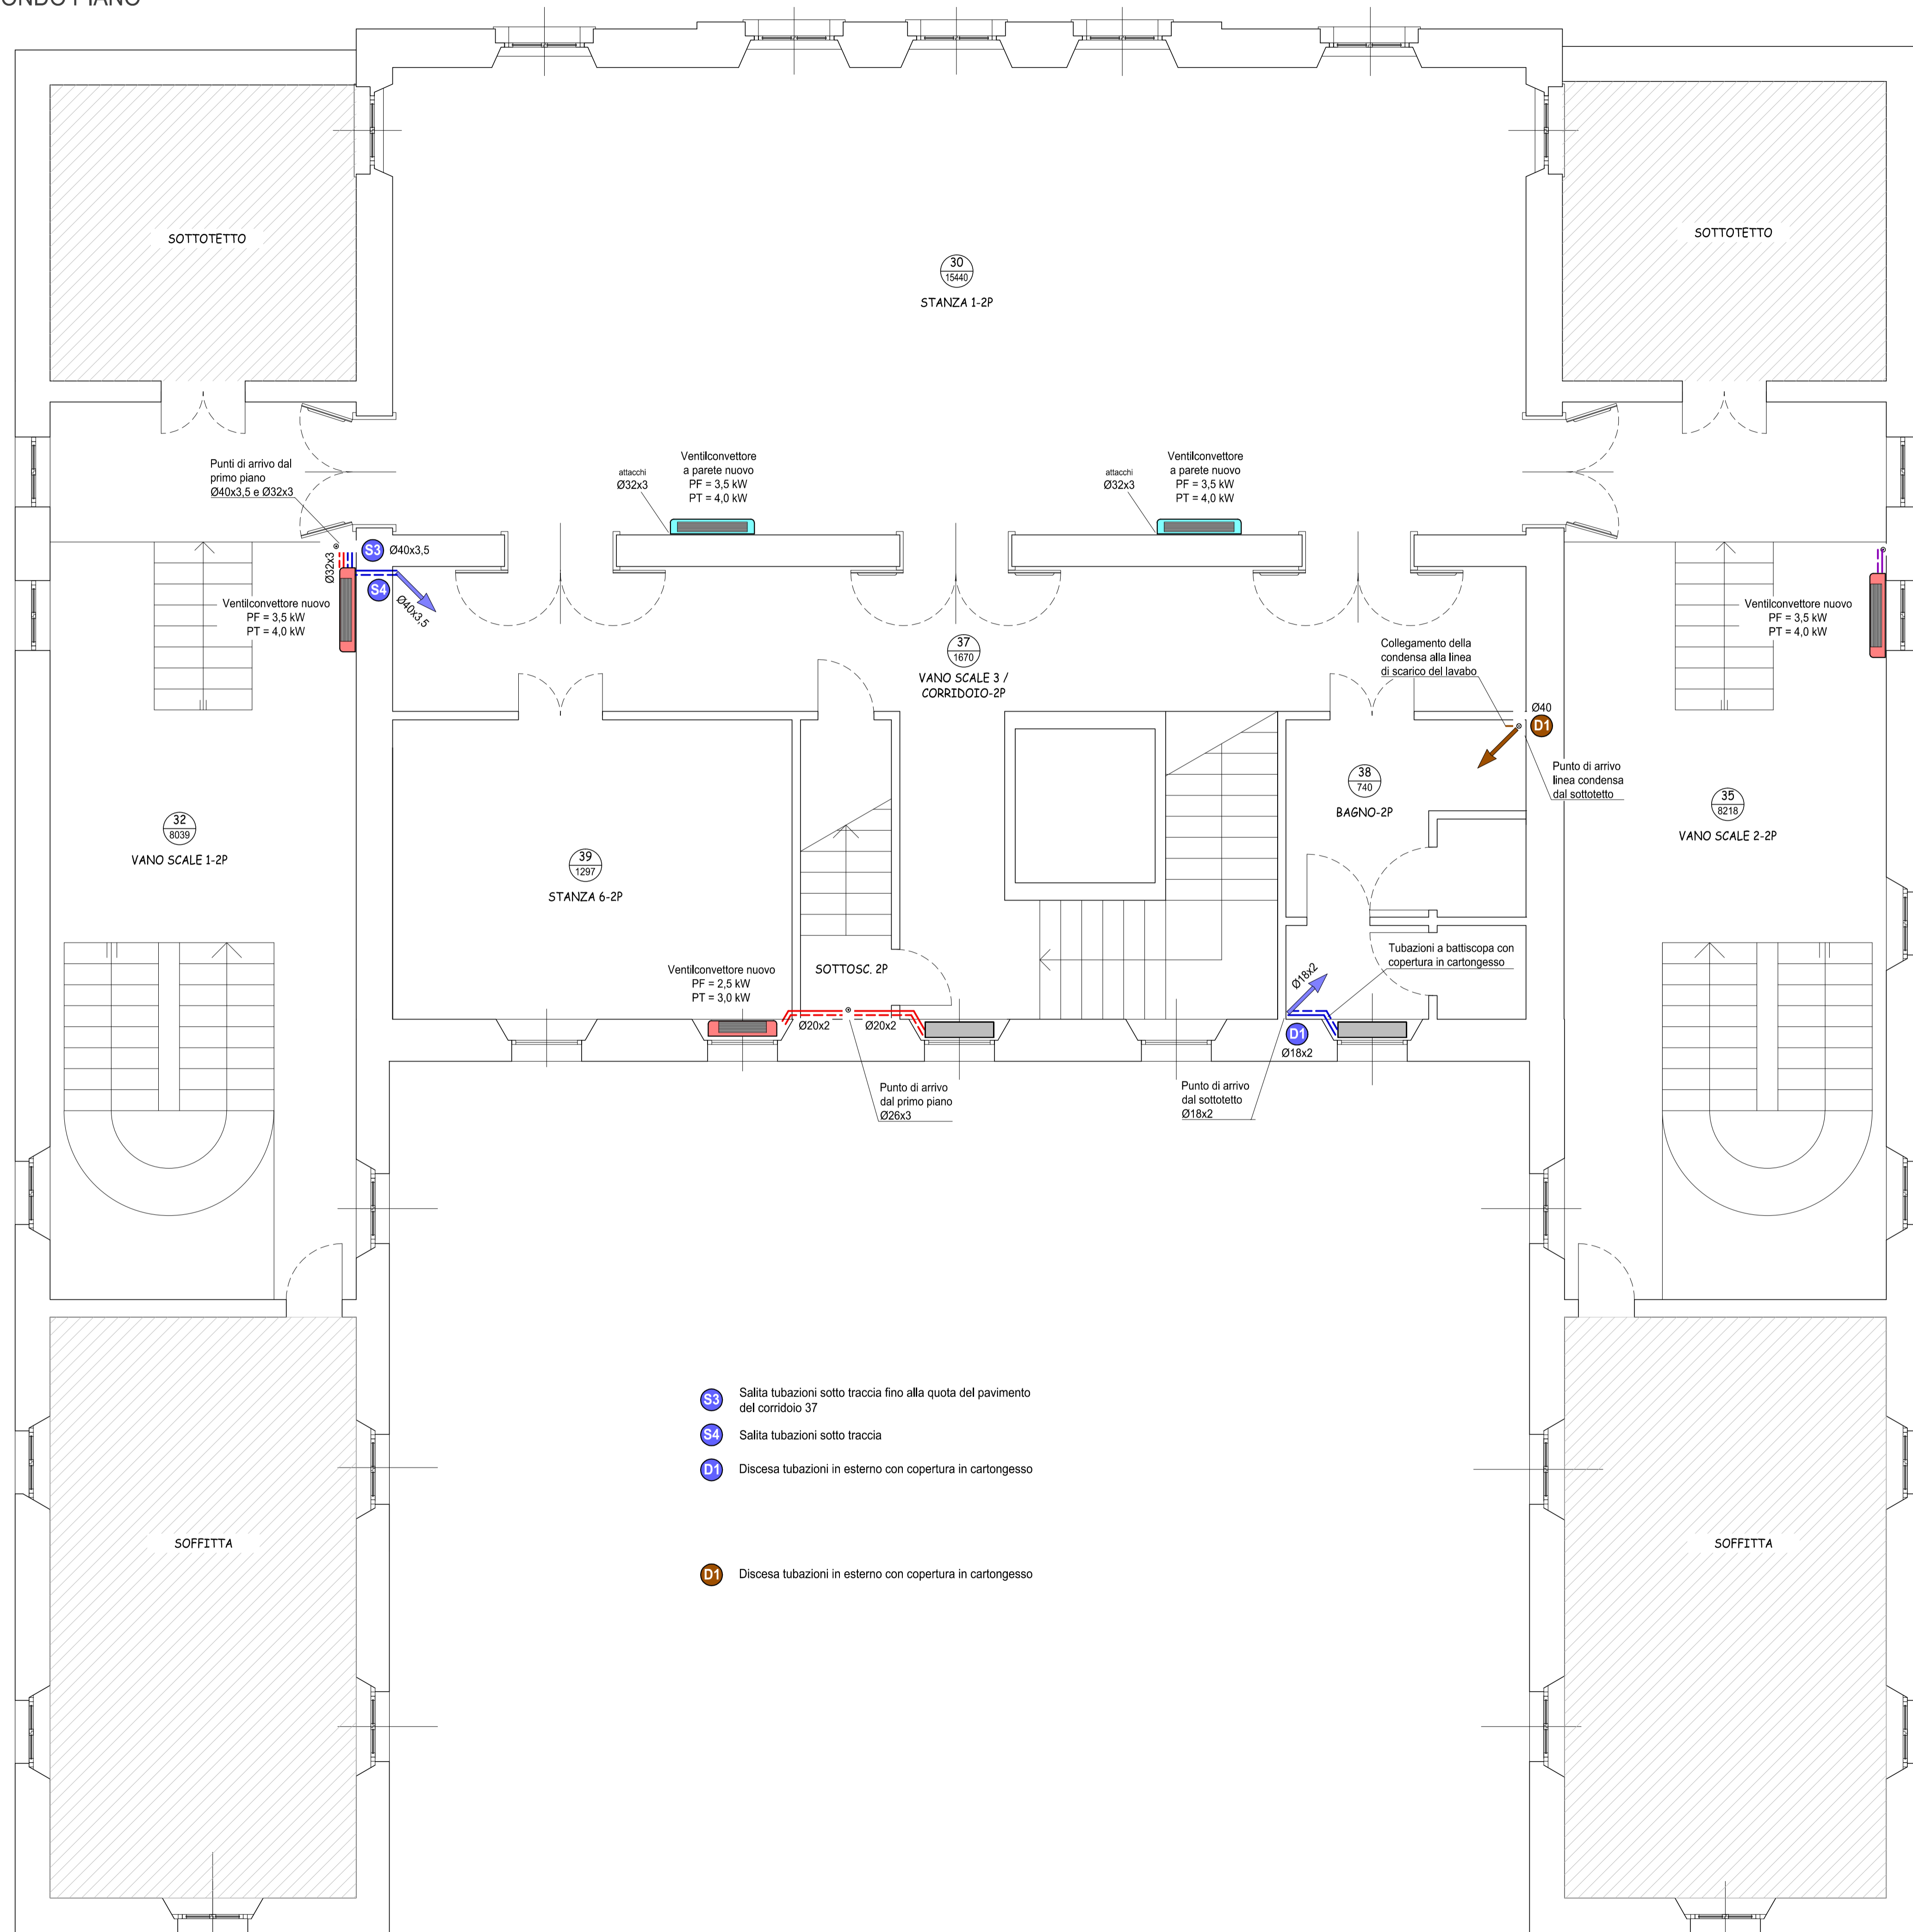 SOTTOTETTO
SOTTOTETTO
30
15440
STANZA 1-2P
Punti di arrivo dal
primo piano
Ø40x3,5 e Ø32x3
attacchi
Ø32x3
Ventilconvettore
a parete nuovo
PF = 3,5 kW
PT = 4,0 kW
attacchi
Ø32x3
Ventilconvettore
a parete nuovo
PF = 3,5 kW
PT = 4,0 kW
S3
Ø40x3,5
Ø32x3
S4
Ø40x3,5
Ventilconvettore nuovo
PF = 3,5 kW
PT = 4,0 kW
Ventilconvettore nuovo
PF = 3,5 kW
PT = 4,0 kW
37
1670
VANO SCALE 3 /
CORRIDOIO-2P
Collegamento della
condensa alla linea
di scarico del lavabo
Ø40
D1
Punto di arrivo
linea condensa
dal sottotetto
38
740
BAGNO-2P
35
8218
VANO SCALE 2-2P
32
8039
VANO SCALE 1-2P
39
1297
STANZA 6-2P
SOTTOSC. 2P
Ventilconvettore nuovo
PF = 2,5 kW
PT = 3,0 kW
Ø20x2
Ø20x2
Tubazioni a battiscopa con
copertura in cartongesso
Ø18x2
D1
Ø18x2
Punto di arrivo
dal primo piano
Ø26x3
Punto di arrivo
dal sottotetto
Ø18x2
S3
Salita tubazioni sotto traccia fino alla quota del pavimento
del corridoio 37
S4
Salita tubazioni sotto traccia
D1
Discesa tubazioni in esterno con copertura in cartongesso
SOFFITTA
SOFFITTA
D1
Discesa tubazioni in esterno con copertura in cartongesso